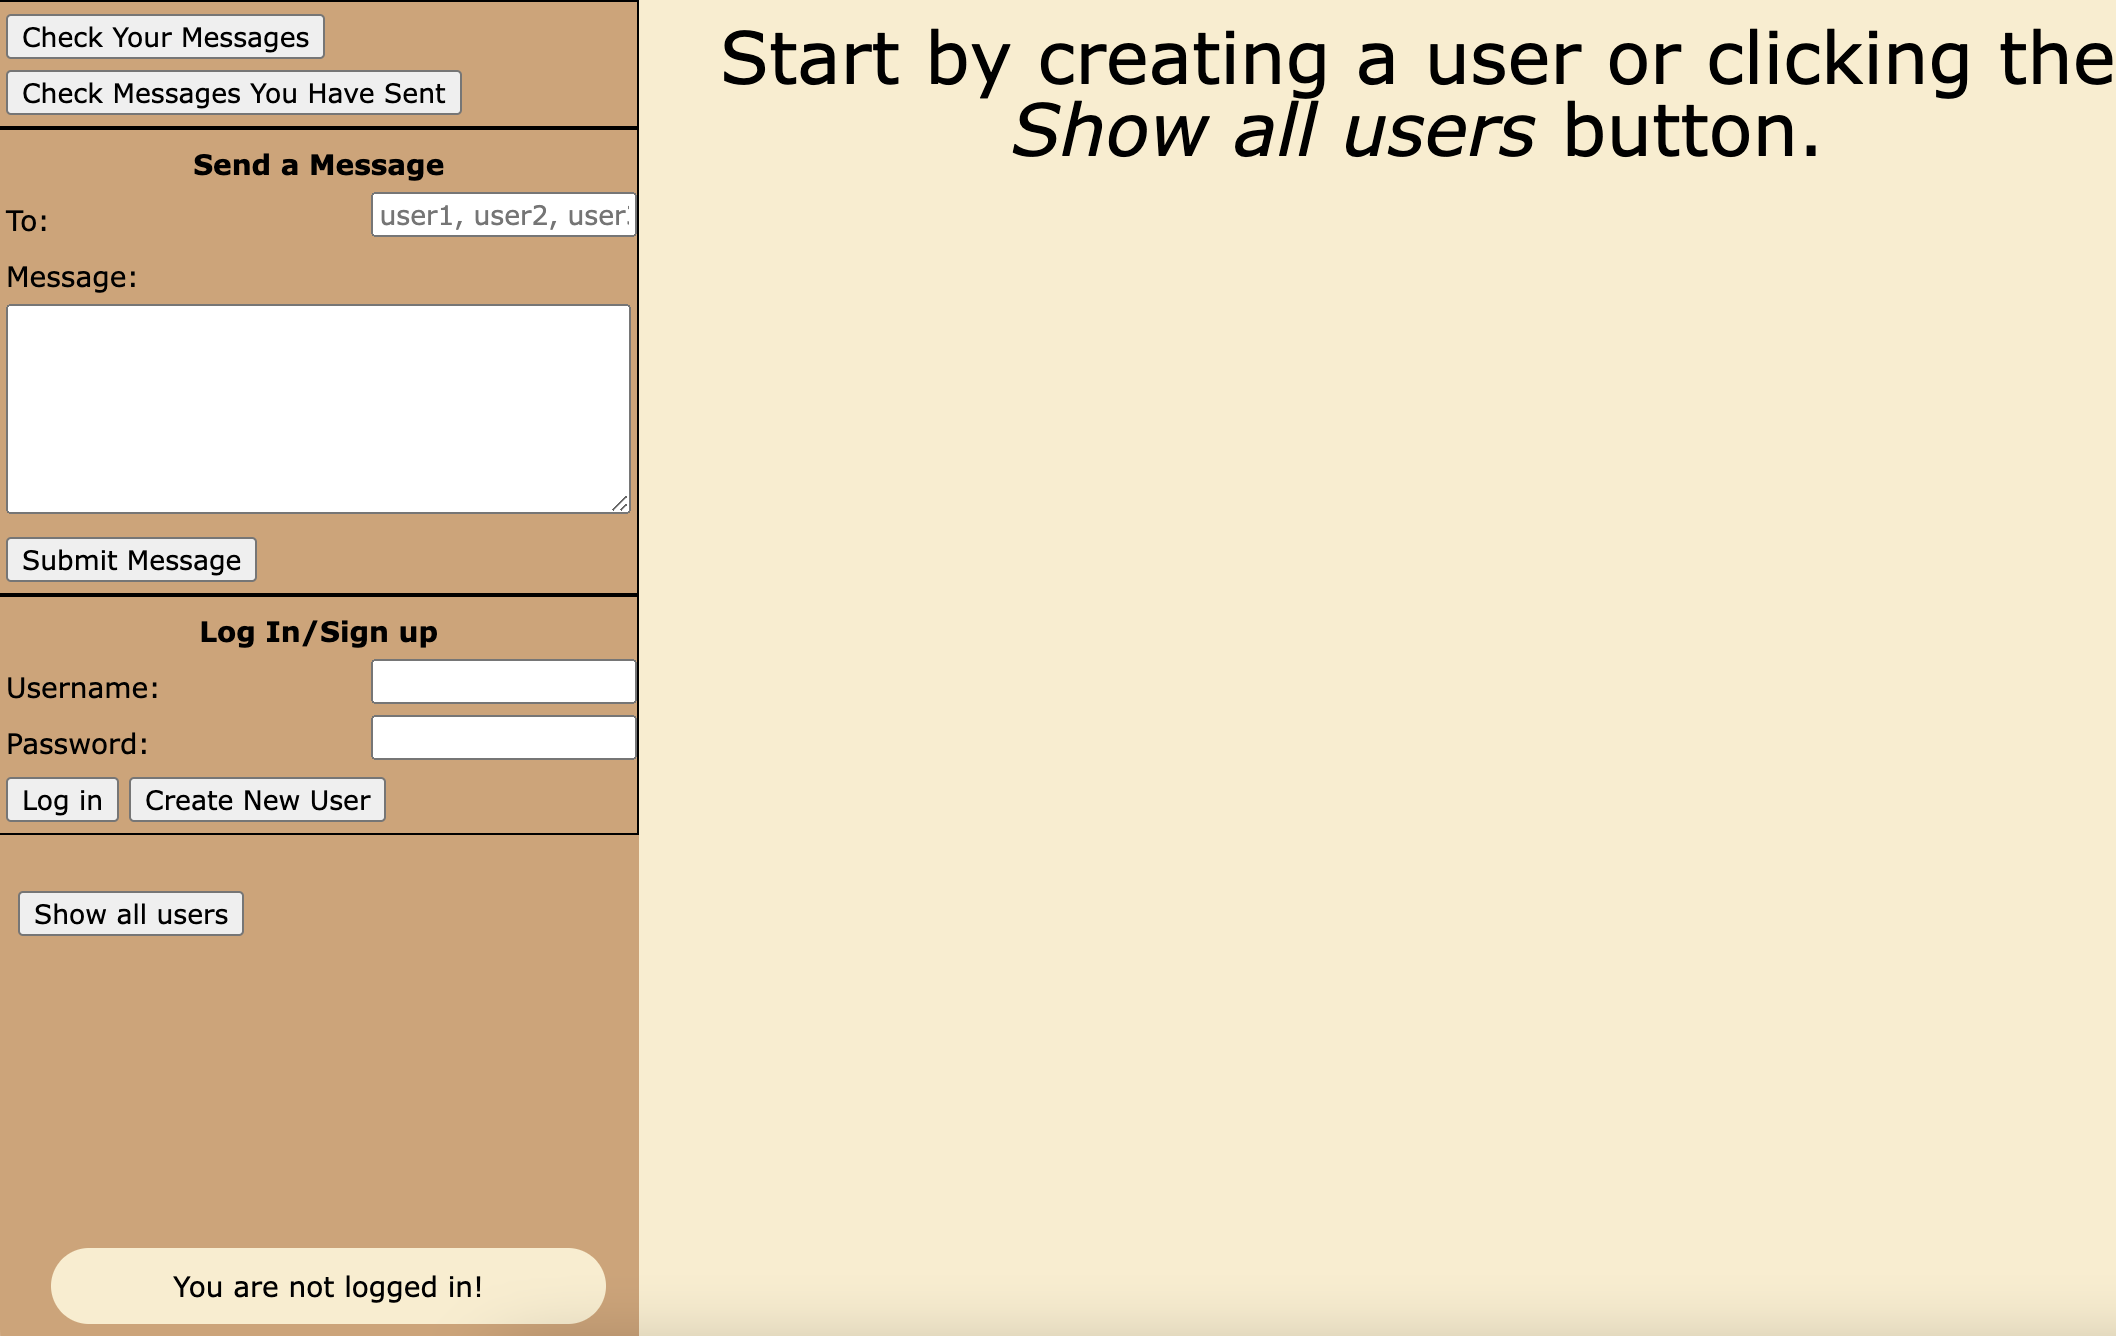 Check Your Messages
Check Messages You Have Sent
Send a Message
To:
user1, user2, user
Message:
Submit Message
Log In/Sign up
Username:
Password:
Log in
Create New User
Show all users
You are not logged in!
Start by creating a user or clicking the
Show all users button.